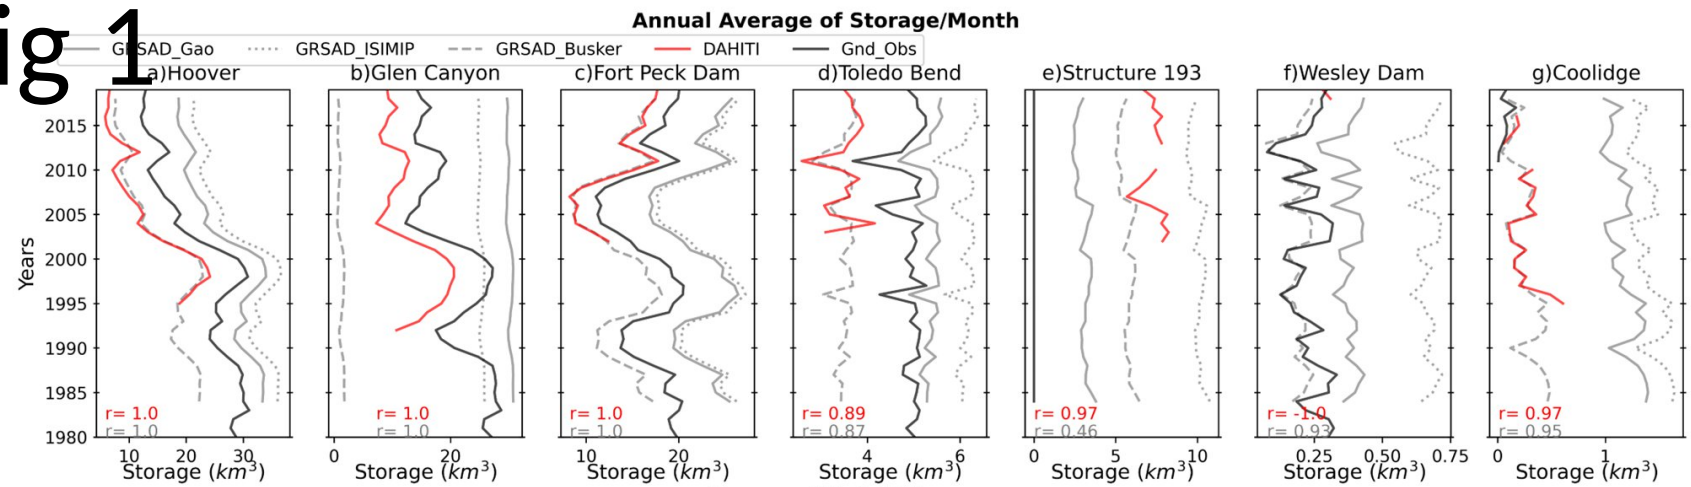 ig 1
Annual Average of Storage/Month
GRSAD_Gao GRSAD_ISIMIP GRSAD_Busker DAHITI Gnd_Obs
a)Hoover b)Glen Canyon c)Fort Peck Dam d)Toledo Bend e)Structure 193 f)Wesley Dam g)Coolidge
Years
2015
2010
2005
2000
1995
1990
1985
1980
r= 1.0 r= 1.0 r= 1.0 r= 0.89 r= 0.97 r= -1.0 r= 0.97
r= 1.0 r= 1.0 r= 1.0 r= 0.87 r= 0.46 r= 0.93 r= 0.95
10 20 30 0 20 10 20 4 6 0 5 10 0.25 0.50 0.75 0 1
Storage (km³) Storage (km³) Storage (km³) Storage (km³) Storage (km³) Storage (km³) Storage (km³)